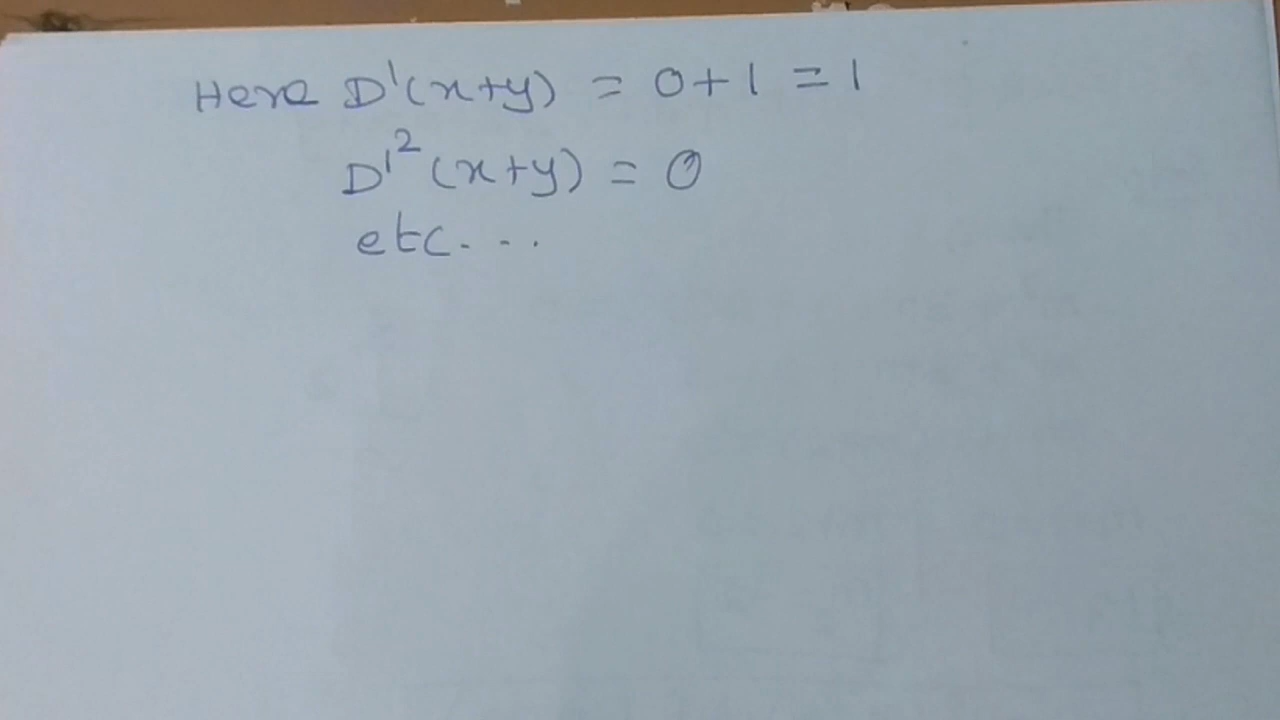 Here D'(x+y) = 0+1 = 1
D'²(x+y) = 0
etc....